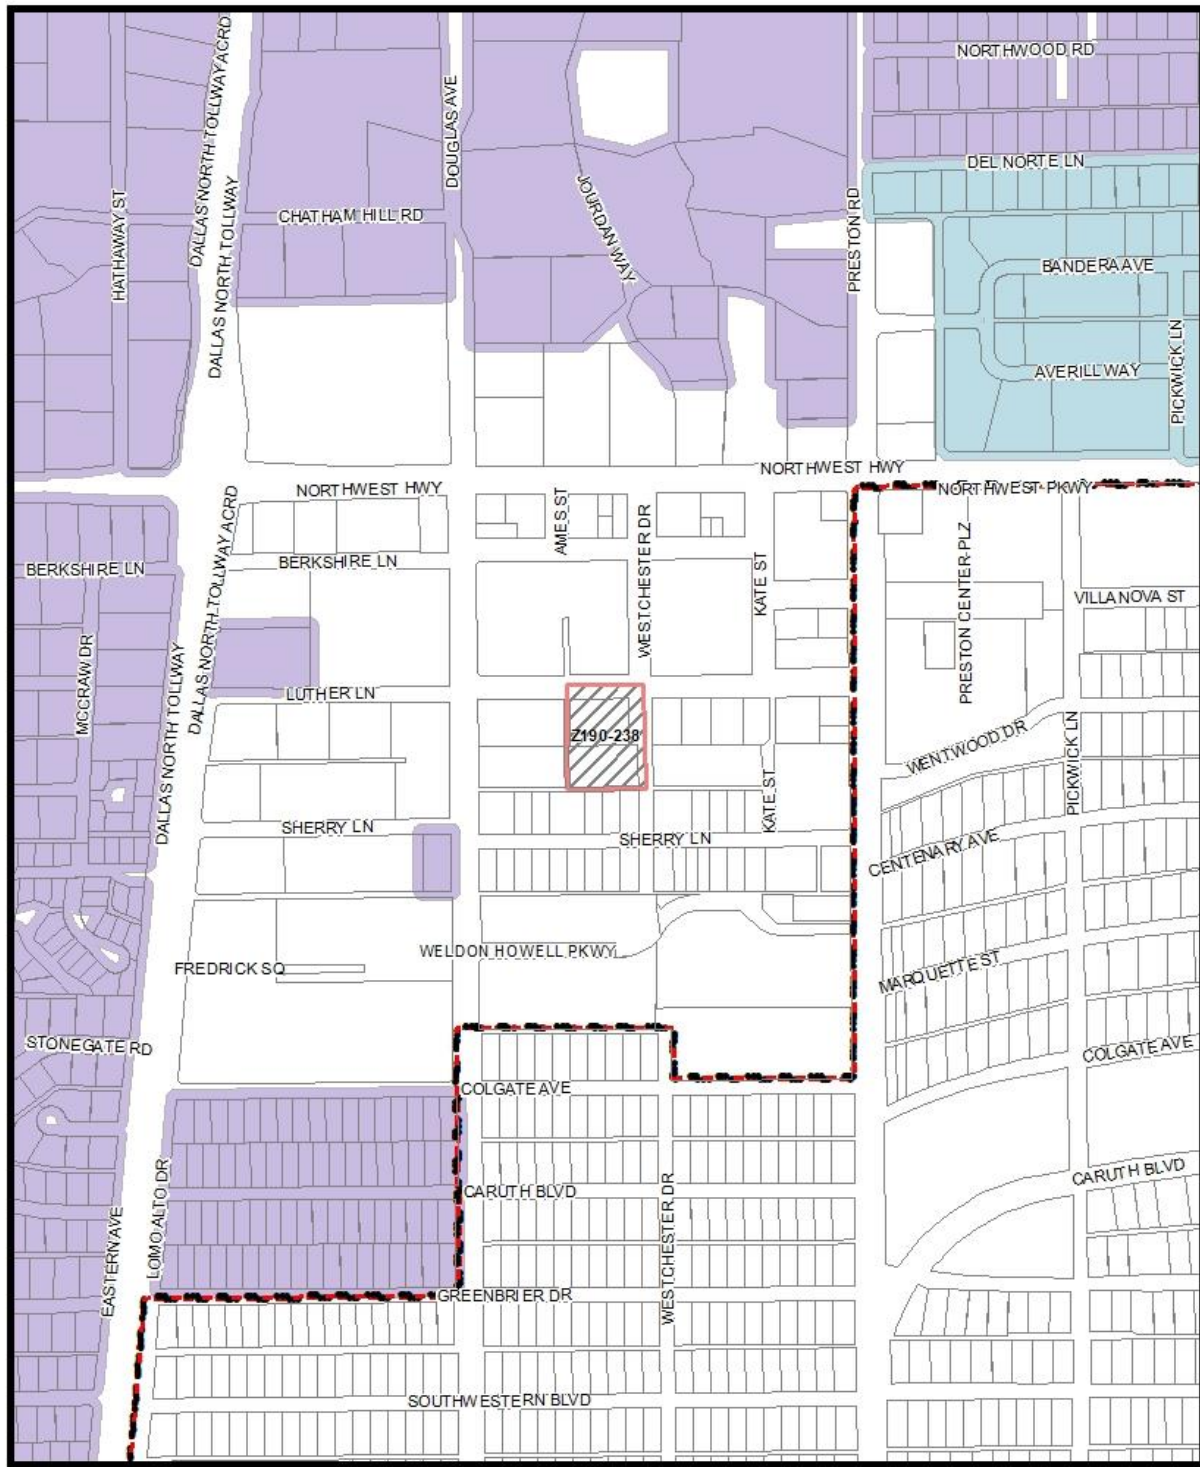 NORTHWOOD RD
DALLAS NORTH TOLLWAY ACRD
DOUGLAS AVE
DEL NORTE LN
HATHAWAY ST
CHATHAM HILL RD
JOURDAN WAY
PRESTON RD
BANDERA AVE
DALLAS NORTH TOLLWAY
PICKWICK LN
AVERILL WAY
NORTHWEST HWY
NORTHWEST HWY
NORTHWEST PKWY
AMES ST
WESTCHESTER DR
DALLAS NORTH TOLLWAY ACRD
BERKSHIRE LN
BERKSHIRE LN
KATE ST
PRESTON CENTER PLZ
VILLANOVA ST
MCCRAW DR
LUTHER LN
DALLAS NORTH TOLLWAY
Z190-238
WENTWOOD DR
PICKWICK LN
KATE ST
SHERRY LN
SHERRY LN
CENTENARY AVE
WELDON HOWELL PKWY
FREDRICK SQ
MARQUETTE ST
STONEGATE RD
COLGATE AVE
COLGATE AVE
CARUTH BLVD
CARUTH BLVD
LOMO ALTO DR
WESTCHESTER DR
EASTERN AVE
GREENBRIER DR
SOUTHWESTERN BLVD